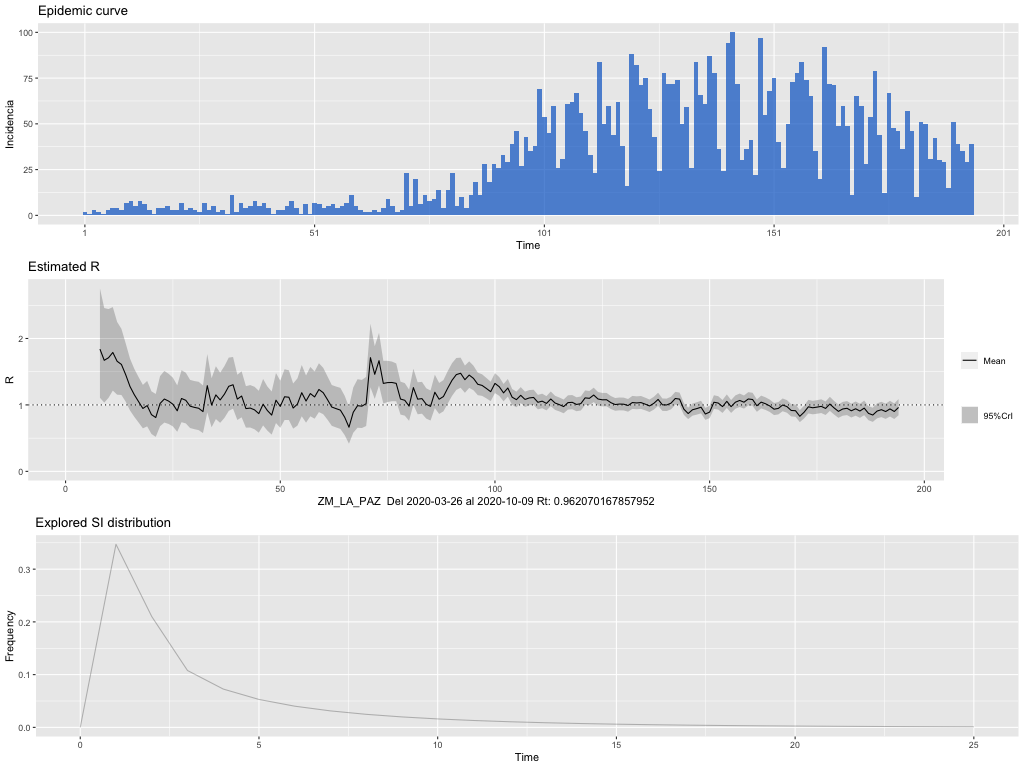 Epidemic curve
100
75
50
25
0
Incidencia
1 51 101 151 201
Time
Estimated R
2
1
0
R
Mean
95%CrI
0 50 100 150 200
ZM_LA_PAZ Del 2020-03-26 al 2020-10-09 Rt: 0.962070167857952
Explored SI distribution
0.3
0.2
0.1
0.0
Frequency
0 5 10 15 20 25
Time